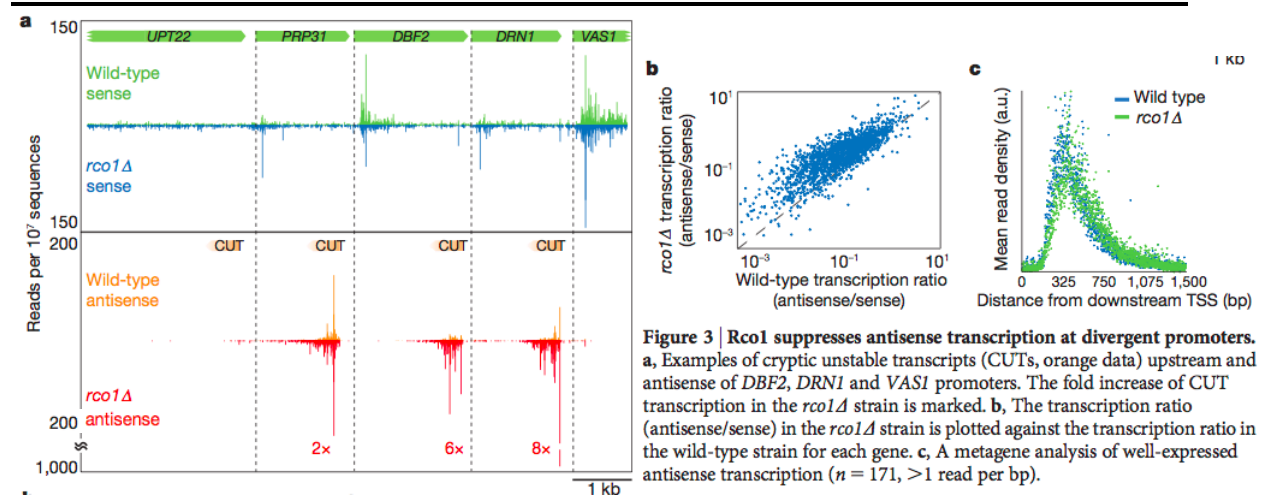 a
150
UPT22 PRP31 DBF2 DRN1 VAS1
Wild-type
sense
rco1Δ
sense
150
200
CUT CUT CUT CUT
Wild-type
antisense
rco1Δ
antisense
200
1,000
2× 6× 8×
1 kb
Reads per 10⁷ sequences
b
10¹
10⁻¹
10⁻³
10⁻³ 10⁻¹ 10¹
rco1Δ transcription ratio
(antisense/sense)
Wild-type transcription ratio
(antisense/sense)
c
Wild type
rco1Δ
Mean read density (a.u.)
0 325 750 1,075 1,500
Distance from downstream TSS (bp)
Figure 3 | Rco1 suppresses antisense transcription at divergent promoters.
a, Examples of cryptic unstable transcripts (CUTs, orange data) upstream and
antisense of DBF2, DRN1 and VAS1 promoters. The fold increase of CUT
transcription in the rco1Δ strain is marked. b, The transcription ratio
(antisense/sense) in the rco1Δ strain is plotted against the transcription ratio in
the wild-type strain for each gene. c, A metagene analysis of well-expressed
antisense transcription (n = 171, >1 read per bp).